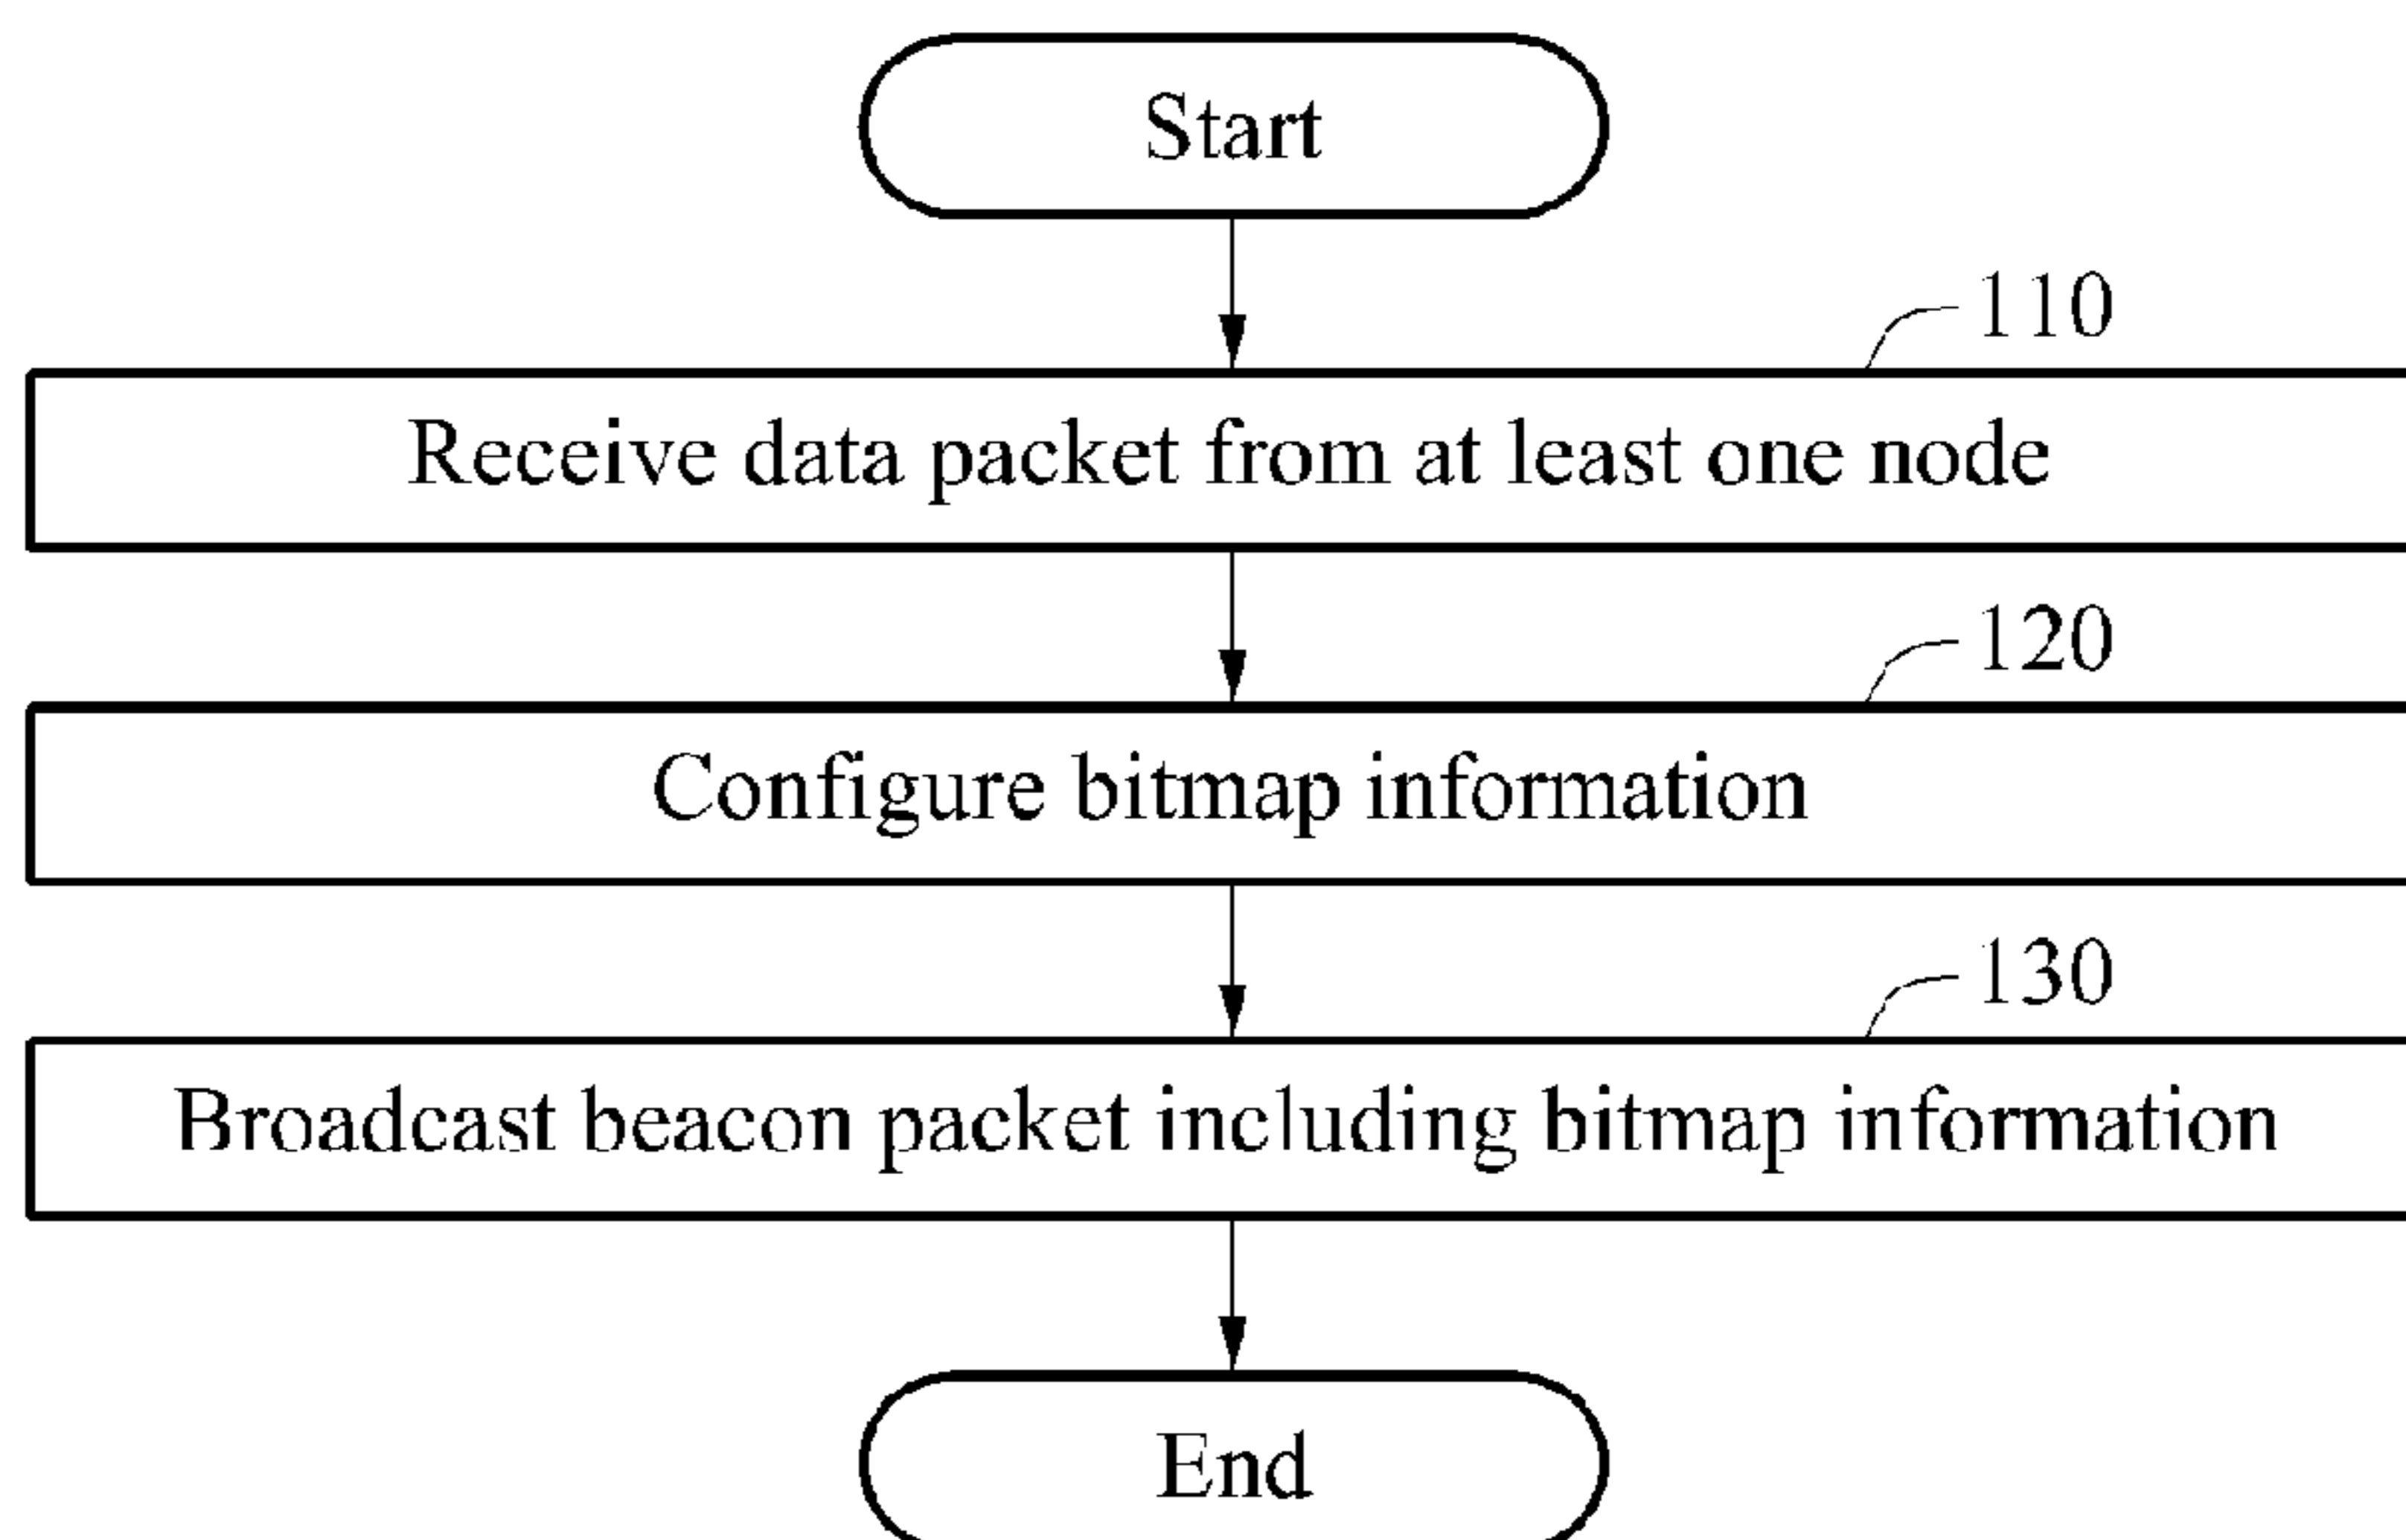 Start
110
Receive data packet from at least one node
120
Configure bitmap information
130
Broadcast beacon packet including bitmap information
End